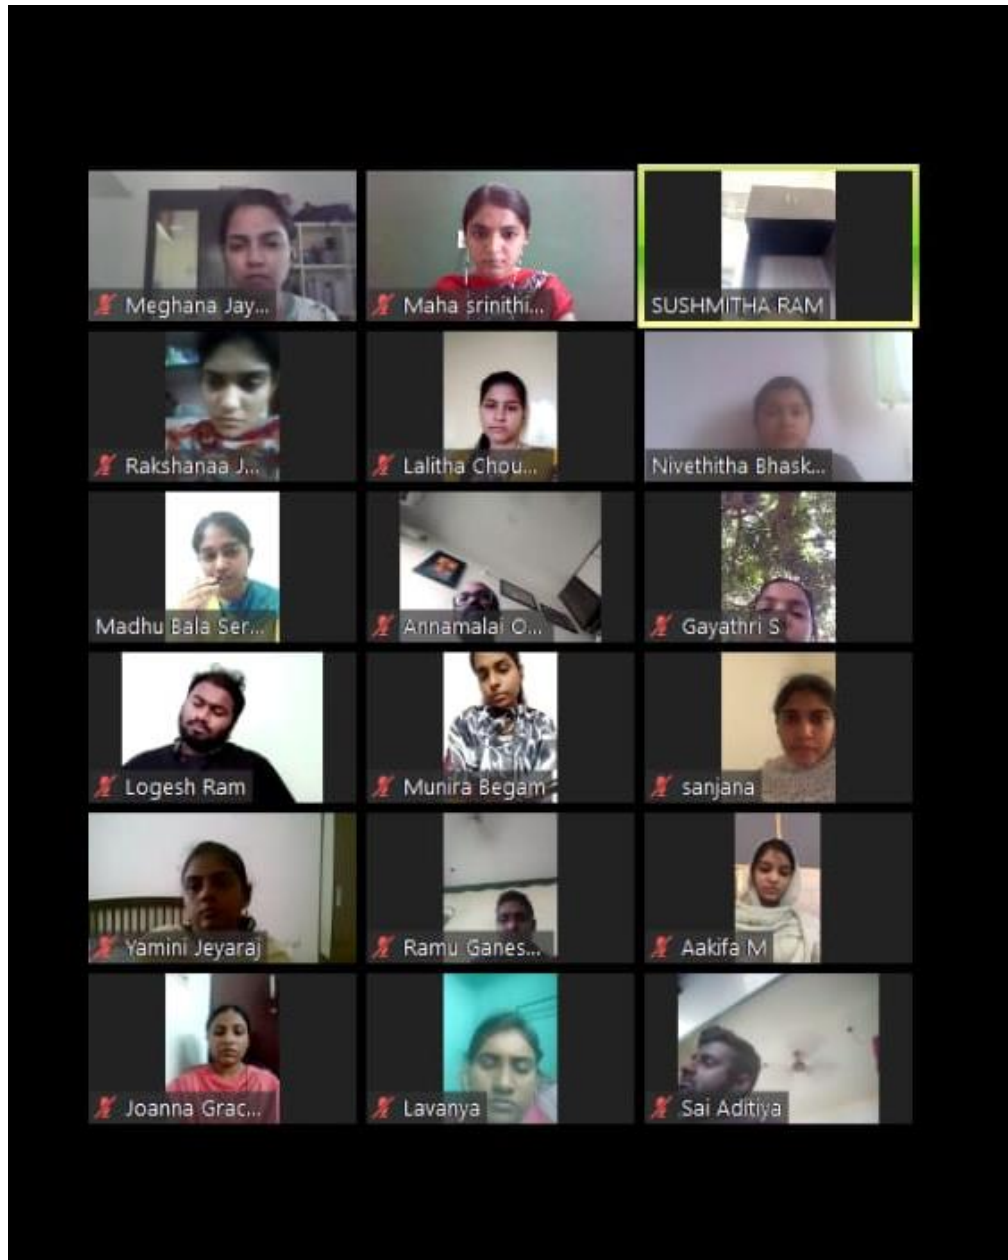 Meghana Jay...
Maha srinithi...
SUSHMITHA RAM
Rakshanaa J...
Lalitha Chou...
Nivethitha Bhask...
Madhu Bala Ser...
Annamalai O...
Gayathri S
Logesh Ram
Munira Begam
sanjana
Yamini Jeyaraj
Ramu Ganes...
Aakifa M
Joanna Grac...
Lavanya
Sai Aditiya